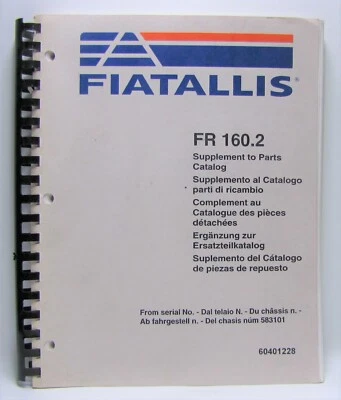 FIATALLIS®
FR 160.2
Supplement to Parts
Catalog
Supplemento al Catalogo
parti di ricambio
Complement au
Catalogue des pièces
détachées
Ergänzung zur
Ersatzteilkatalog
Suplemento del Cátalogo
de piezas de repuesto
From serial No. - Dal telaio N. - Du châssis n. -
Ab fahrgestell n. - Del chasis núm 583101
60401228